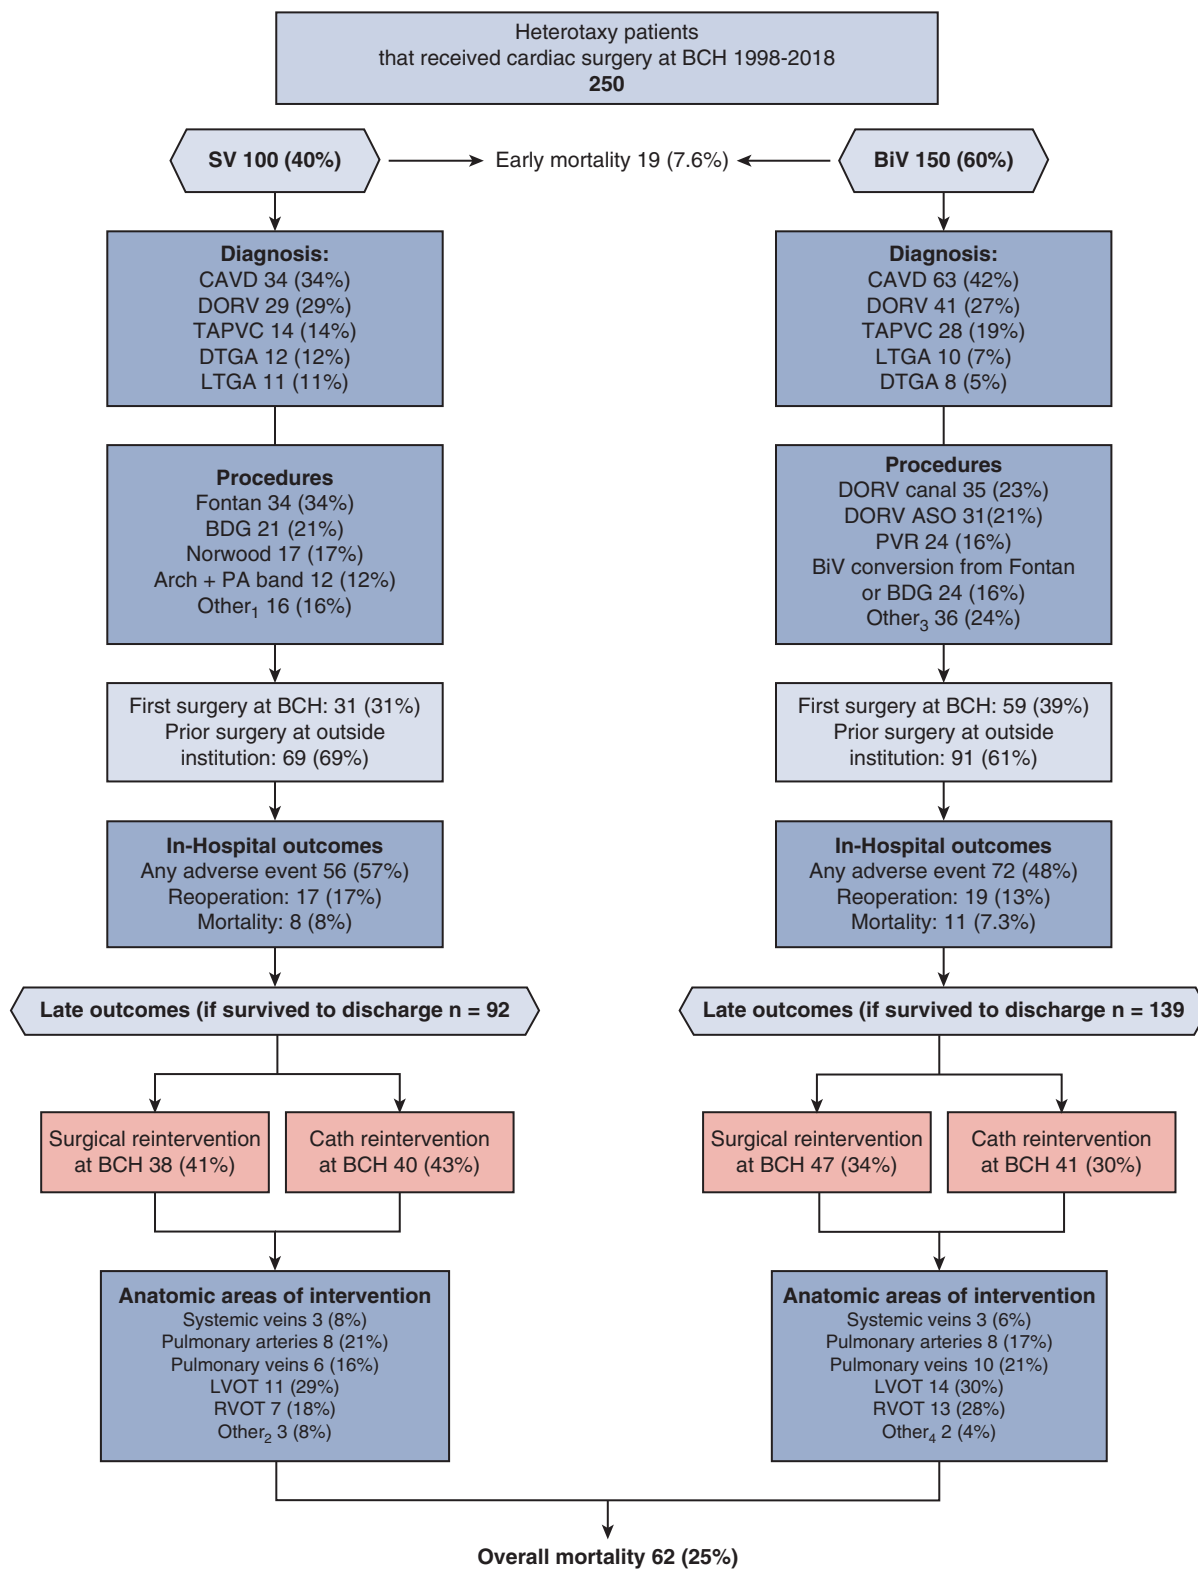 Heterotaxy patients
that received cardiac surgery at BCH 1998-2018
250
SV 100 (40%)
Early mortality 19 (7.6%)
BiV 150 (60%)
Diagnosis:
CAVD 34 (34%)
DORV 29 (29%)
TAPVC 14 (14%)
DTGA 12 (12%)
LTGA 11 (11%)
Diagnosis:
CAVD 63 (42%)
DORV 41 (27%)
TAPVC 28 (19%)
LTGA 10 (7%)
DTGA 8 (5%)
Procedures
Fontan 34 (34%)
BDG 21 (21%)
Norwood 17 (17%)
Arch + PA band 12 (12%)
Other₁ 16 (16%)
Procedures
DORV canal 35 (23%)
DORV ASO 31(21%)
PVR 24 (16%)
BiV conversion from Fontan
or BDG 24 (16%)
Other₃ 36 (24%)
First surgery at BCH: 31 (31%)
Prior surgery at outside
institution: 69 (69%)
First surgery at BCH: 59 (39%)
Prior surgery at outside
institution: 91 (61%)
In-Hospital outcomes
Any adverse event 56 (57%)
Reoperation: 17 (17%)
Mortality: 8 (8%)
In-Hospital outcomes
Any adverse event 72 (48%)
Reoperation: 19 (13%)
Mortality: 11 (7.3%)
Late outcomes (if survived to discharge n = 92
Late outcomes (if survived to discharge n = 139
Surgical reintervention
at BCH 38 (41%)
Cath reintervention
at BCH 40 (43%)
Surgical reintervention
at BCH 47 (34%)
Cath reintervention
at BCH 41 (30%)
Anatomic areas of intervention
Systemic veins 3 (8%)
Pulmonary arteries 8 (21%)
Pulmonary veins 6 (16%)
LVOT 11 (29%)
RVOT 7 (18%)
Other₂ 3 (8%)
Anatomic areas of intervention
Systemic veins 3 (6%)
Pulmonary arteries 8 (17%)
Pulmonary veins 10 (21%)
LVOT 14 (30%)
RVOT 13 (28%)
Other₄ 2 (4%)
Overall mortality 62 (25%)